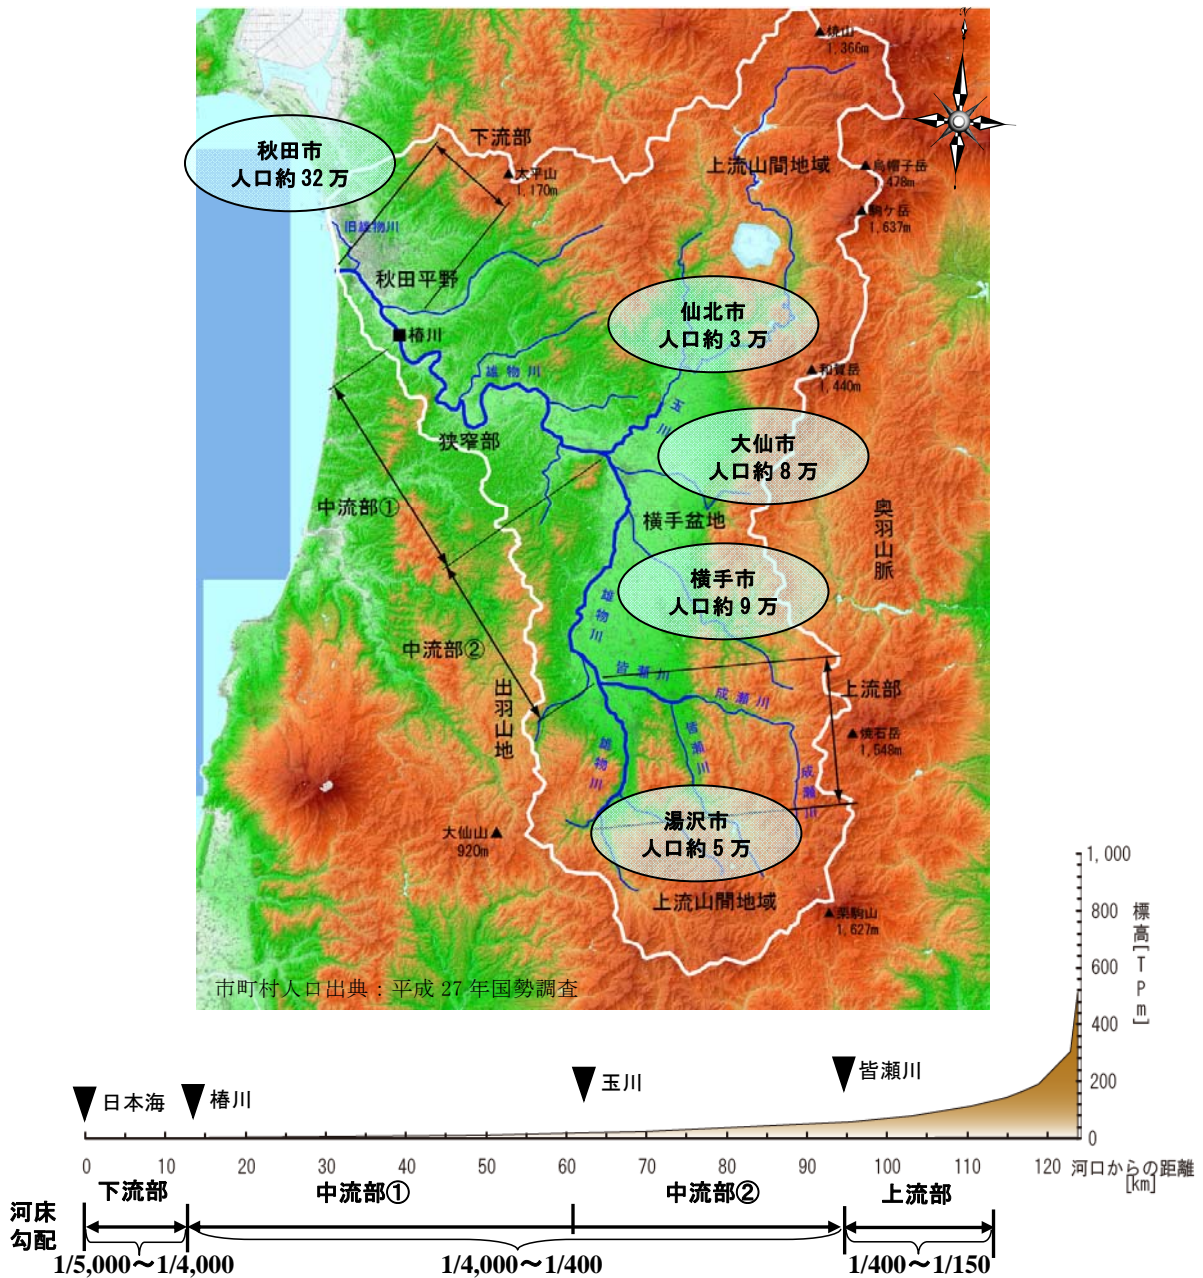 焼山
1,366m
N
下流部
秋田市
人口約32万
太平山
1,170m
上流山間地域
烏帽子岳
1,478m
駒ケ岳
1,637m
旧雄物川
秋田平野
仙北市
人口約3万
椿川
雄物川
和賀岳
1,440m
玉川
狭窄部
大仙市
人口約8万
中流部①
横手盆地
奥羽山脈
横手市
人口約9万
雄物川
中流部②
皆瀬川
出羽山地
成瀬川
上流部
皆瀬川
焼石岳
1,548m
雄物川
成瀬川
湯沢市
人口約5万
大仙山
920m
上流山間地域
栗駒山
1,627m
市町村人口出典：平成27年国勢調査
1,000
800
600
400
200
0
標高[TPm]
日本海
椿川
玉川
皆瀬川
0 10 20 30 40 50 60 70 80 90 100 110 120 河口からの距離
[km]
下流部 中流部① 中流部② 上流部
河床
勾配
1/5,000～1/4,000 1/4,000～1/400 1/400～1/150